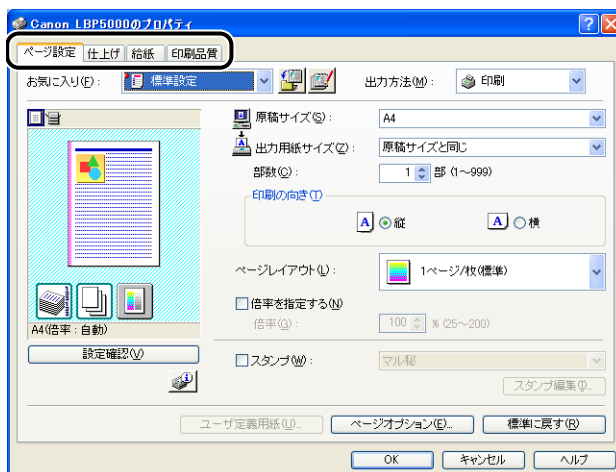 Canon LBP5000のプロパティ
ページ設定 仕上げ 給紙 印刷品質
お気に入り(F): 標準設定 出力方法(M): 印刷
原稿サイズ(S): A4
出力用紙サイズ(Z): 原稿サイズと同じ
部数(C): 1 部 (1~999)
印刷の向き(T)
A 縦 A 横
ページレイアウト(L): 1ページ/枚(標準)
倍率を指定する(N)
倍率(G): 100 % (25~200)
A4(倍率:自動)
設定確認(V)
スタンプ(W): マル秘
スタンプ編集(I)...
ユーザ定義用紙(U)... ページオプション(E)... 標準に戻す(R)
OK キャンセル ヘルプ